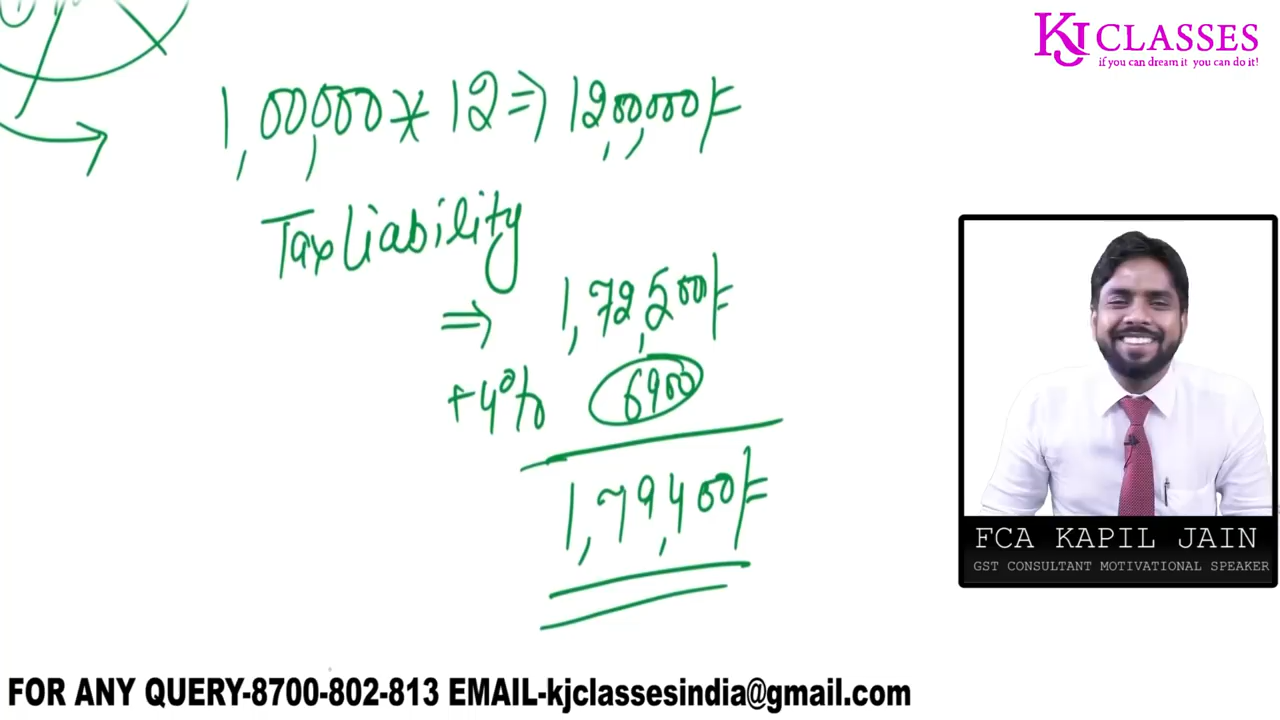 KJ CLASSES
if you can dream it you can do it!
1,00,000 * 12 ⇒ 12,00,000/=
Tax liability
⇒ 1,72,500/=
+4% 6900
1,79,400/=
FCA KAPIL JAIN
GST CONSULTANT MOTIVATIONAL SPEAKER
FOR ANY QUERY-8700-802-813 EMAIL-kjclassesindia@gmail.com